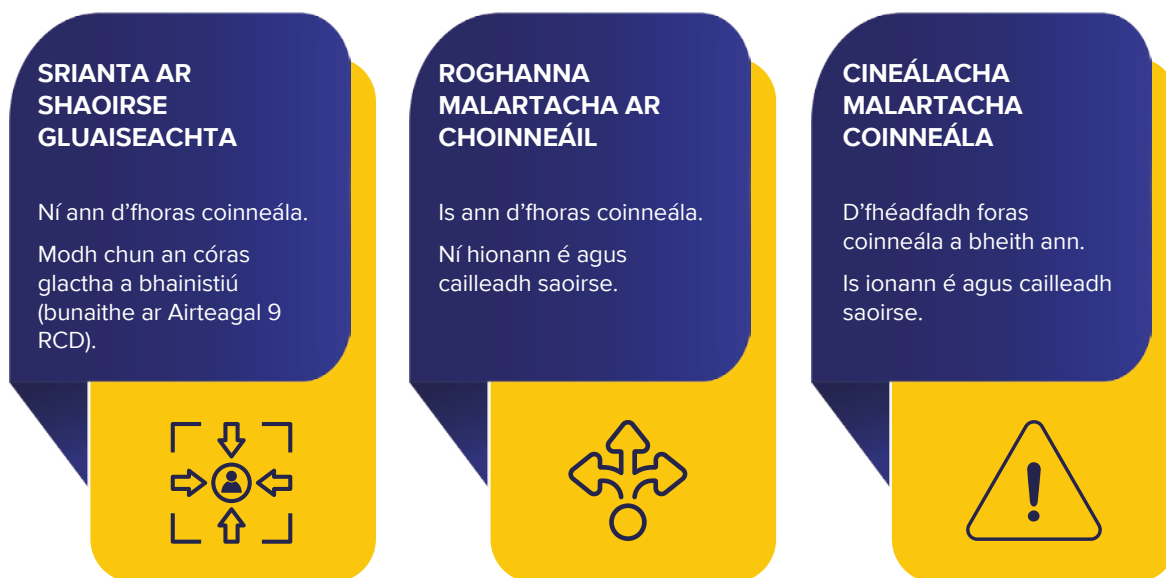 SRIANTA AR
SHAOIRSE
GLUAISEACHTA
Ní ann d’fhoras coinneála.
Modh chun an córas
glactha a bhainistiú
(bunaithe ar Airteagal 9
RCD).
ROGHANNA
MALARTACHA AR
CHOINNEÁIL
Is ann d’fhoras coinneála.
Ní hionann é agus
cailleadh saoirse.
CINEÁLACHA
MALARTACHA
COINNEÁLA
D’fhéadfadh foras
coinneála a bheith ann.
Is ionann é agus cailleadh
saoirse.